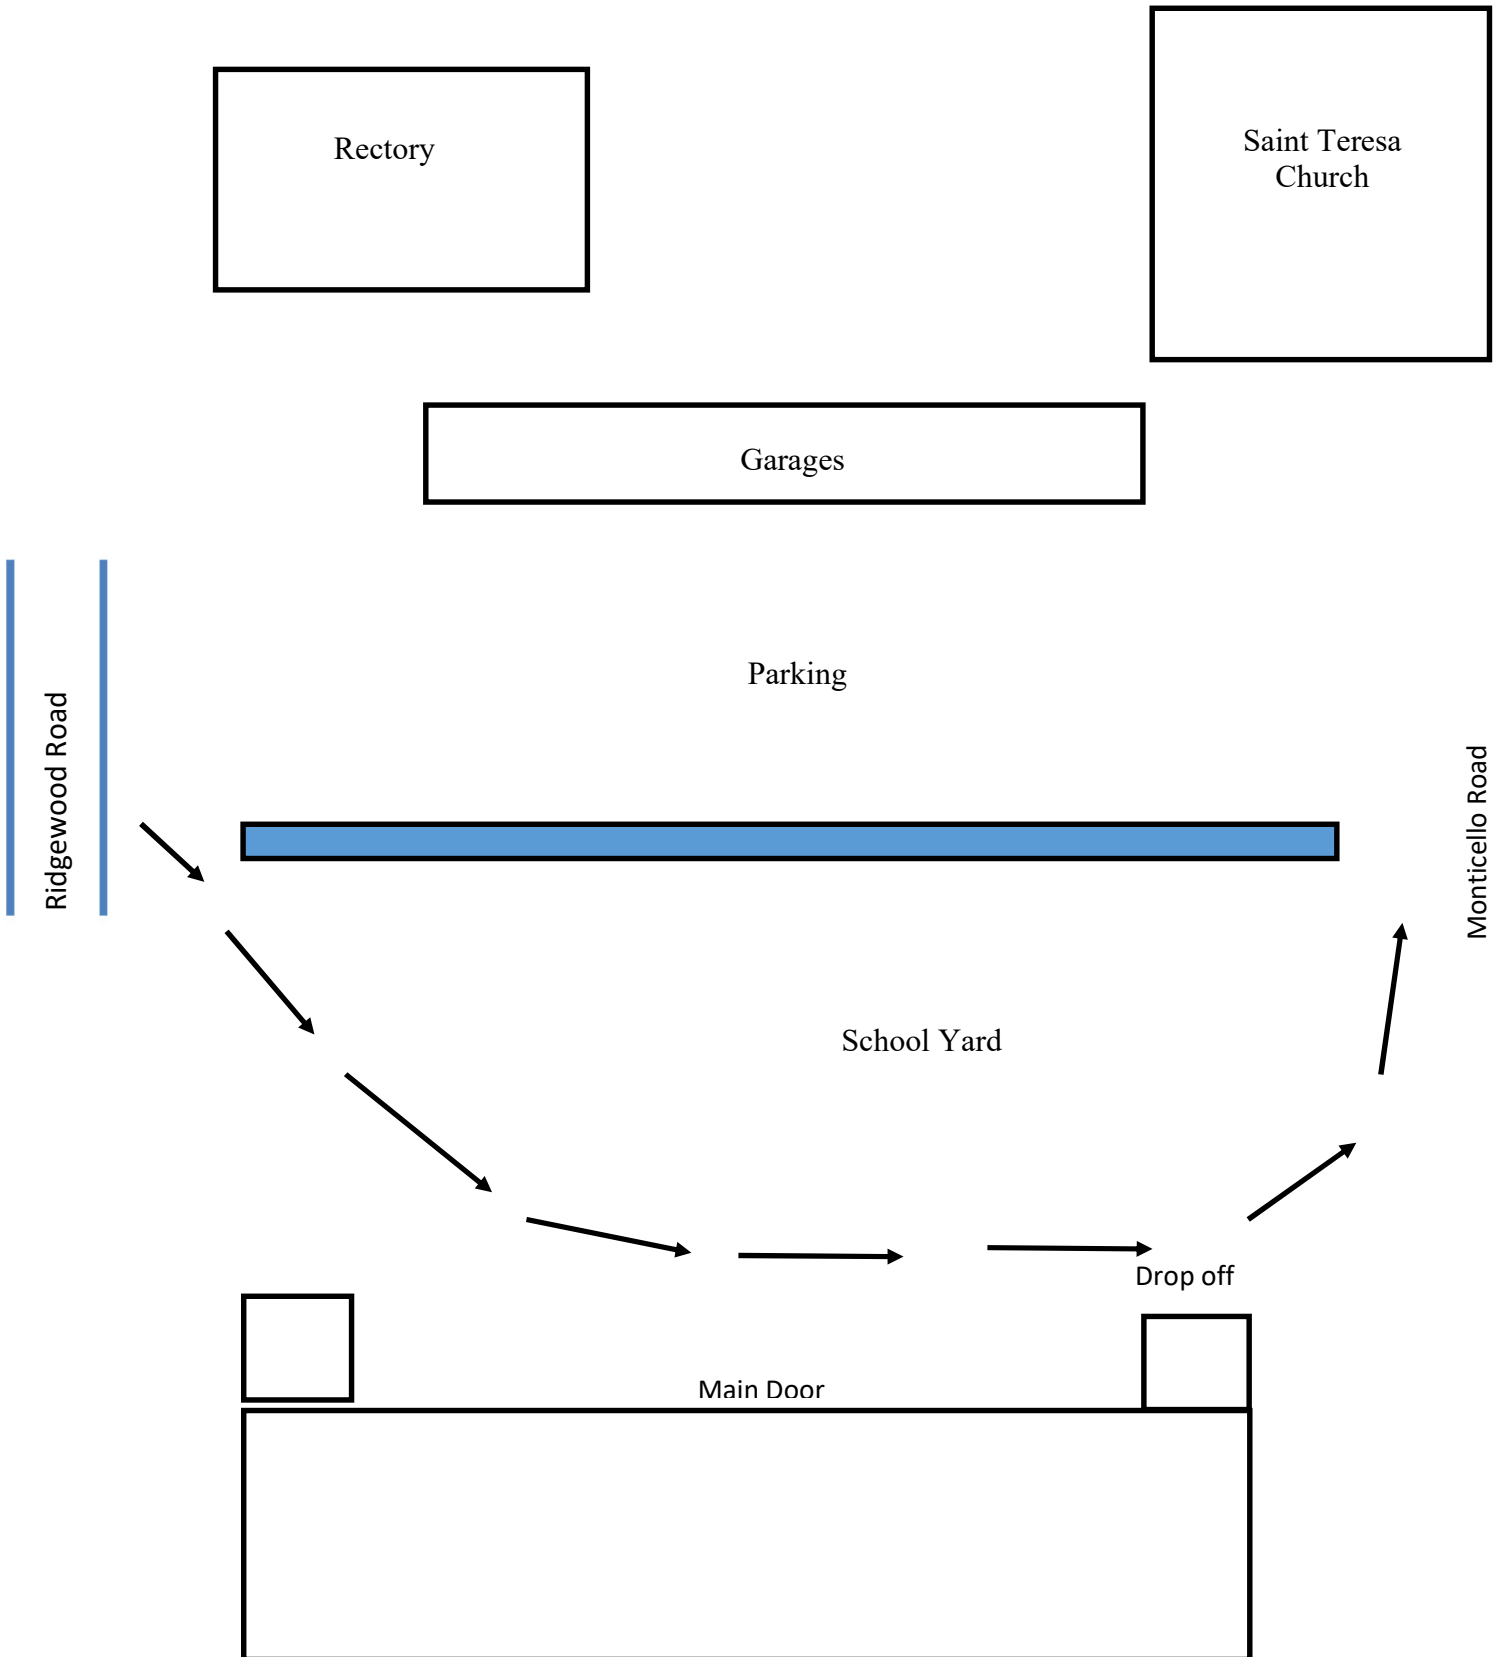 Rectory
Saint Teresa
Church
Garages
Parking
Ridgewood Road
Monticello Road
School Yard
Drop off
Main Door